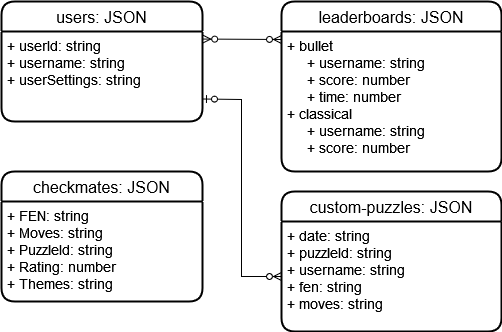 users: JSON
+ userId: string
+ username: string
+ userSettings: string
leaderboards: JSON
+ bullet
+ username: string
+ score: number
+ time: number
+ classical
+ username: string
+ score: number
checkmates: JSON
+ FEN: string
+ Moves: string
+ PuzzleId: string
+ Rating: number
+ Themes: string
custom-puzzles: JSON
+ date: string
+ puzzleId: string
+ username: string
+ fen: string
+ moves: string